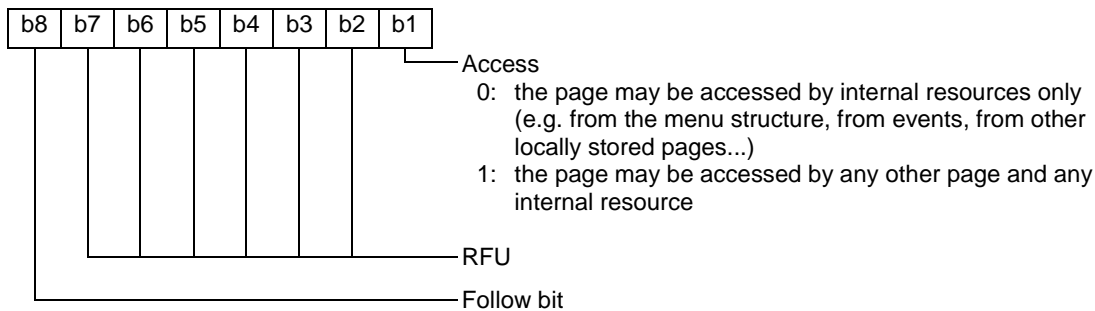 b8 b7 b6 b5 b4 b3 b2 b1
Access
0: the page may be accessed by internal resources only
(e.g. from the menu structure, from events, from other
locally stored pages...)
1: the page may be accessed by any other page and any
internal resource
RFU
Follow bit